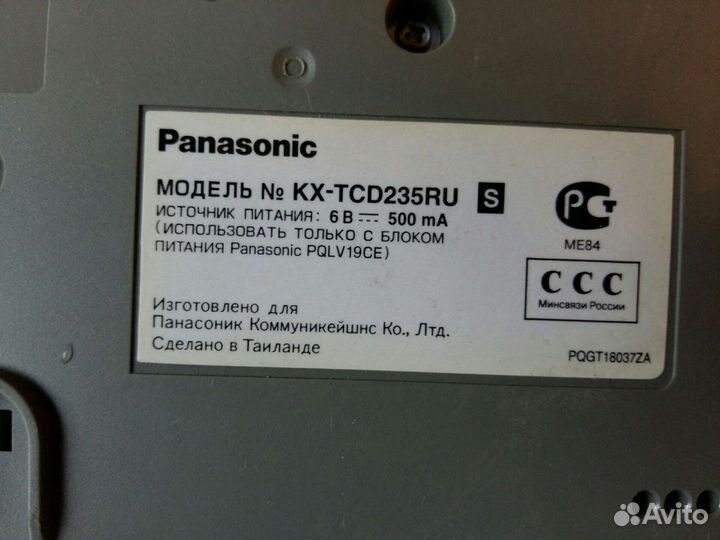 Panasonic
МОДЕЛЬ № KX-TCD235RU S
ИСТОЧНИК ПИТАНИЯ: 6 В 500 mA
(ИСПОЛЬЗОВАТЬ ТОЛЬКО С БЛОКОМ
ПИТАНИЯ Panasonic PQLV19CE)
РСТ
ME84
ССС
Минсвязи России
Изготовлено для
Панасоник Коммуникейшнс Ко., Лтд.
Сделано в Таиланде
PQGT18037ZA
Avito